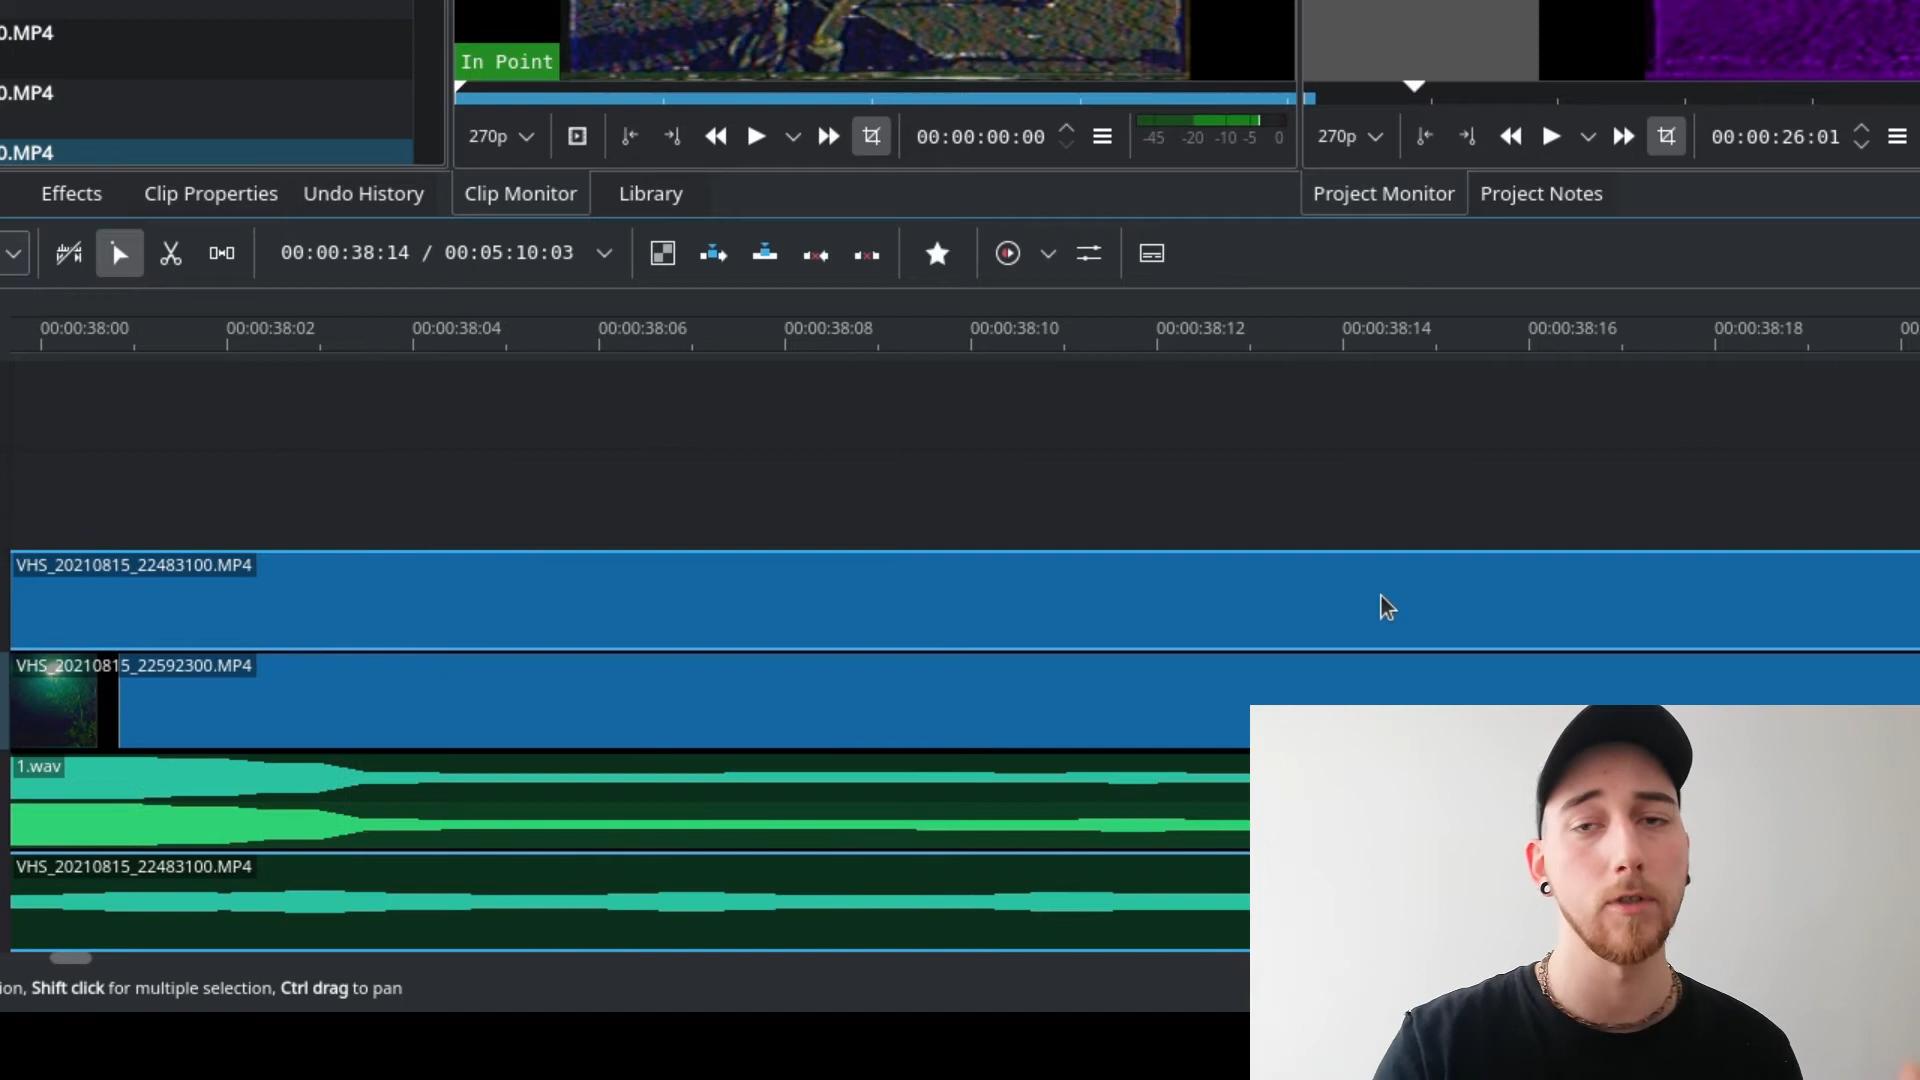 0.MP4
0.MP4
0.MP4
In Point
270p
00:00:00:00
-45 -20 -10 -5 0
270p
00:00:26:01
Effects
Clip Properties
Undo History
Clip Monitor
Library
Project Monitor
Project Notes
00:00:38:14 / 00:05:10:03
00:00:38:00
00:00:38:02
00:00:38:04
00:00:38:06
00:00:38:08
00:00:38:10
00:00:38:12
00:00:38:14
00:00:38:16
00:00:38:18
00
VHS_20210815_22483100.MP4
VHS_20210815_22592300.MP4
1.wav
VHS_20210815_22483100.MP4
ion, Shift click for multiple selection, Ctrl drag to pan